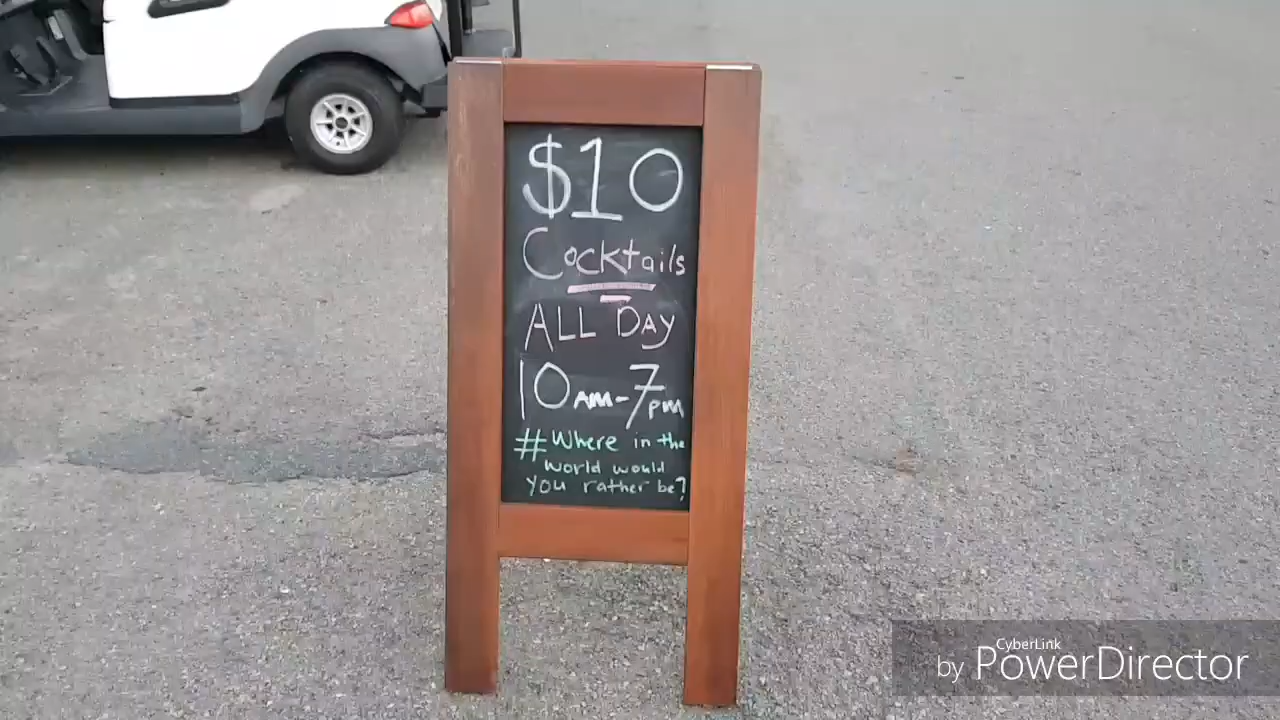 $10
Cocktails
ALL DAY
10AM-7pm
#Where in the
world would
you rather be?
CyberLink
by PowerDirector